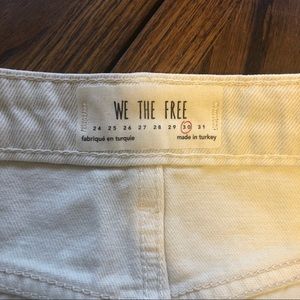 WE THE FREE
24 25 26 27 28 29 30 31
fabriqué en turquie made in turkey